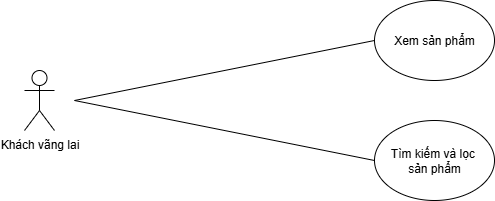 Xem sản phẩm
Khách vãng lai
Tìm kiếm và lọc
sản phẩm